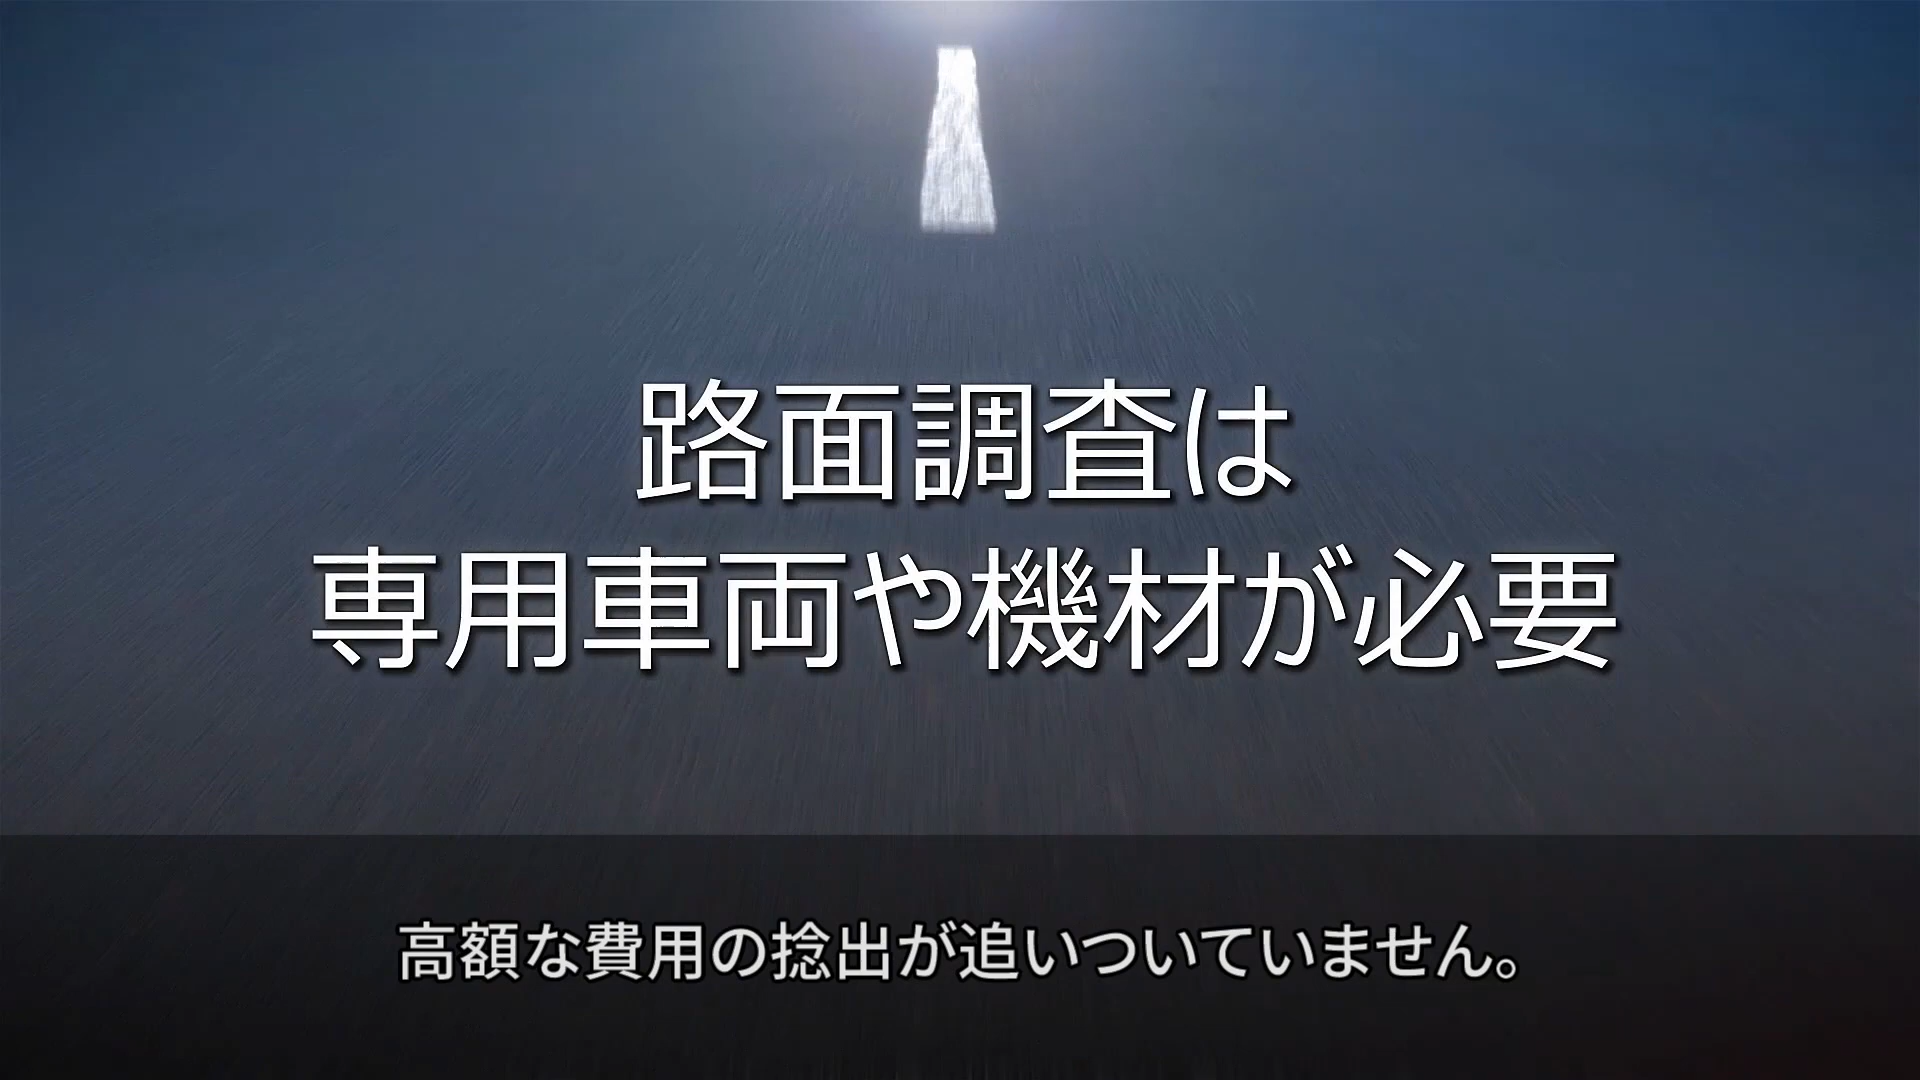 路面調査は
専用車両や機材が必要
高額な費用の捻出が追いついていません。